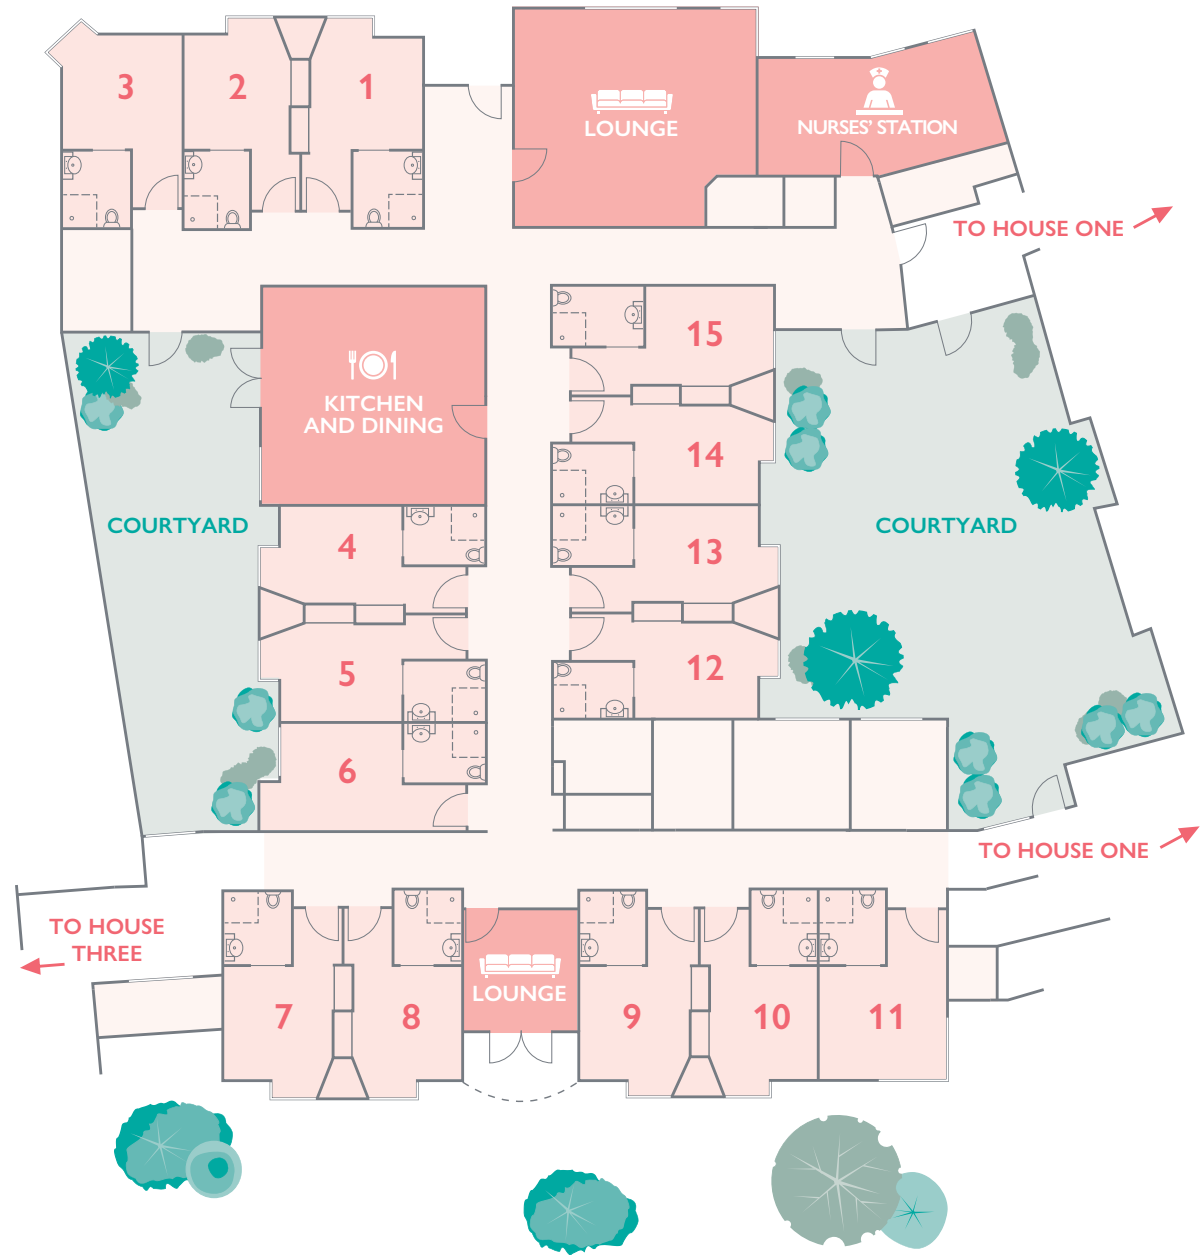 3
2
1
LOUNGE
NURSES' STATION
TO HOUSE ONE
15
KITCHEN
AND DINING
14
COURTYARD
COURTYARD
4
13
5
12
6
TO HOUSE ONE
TO HOUSE
THREE
LOUNGE
7
8
9
10
11